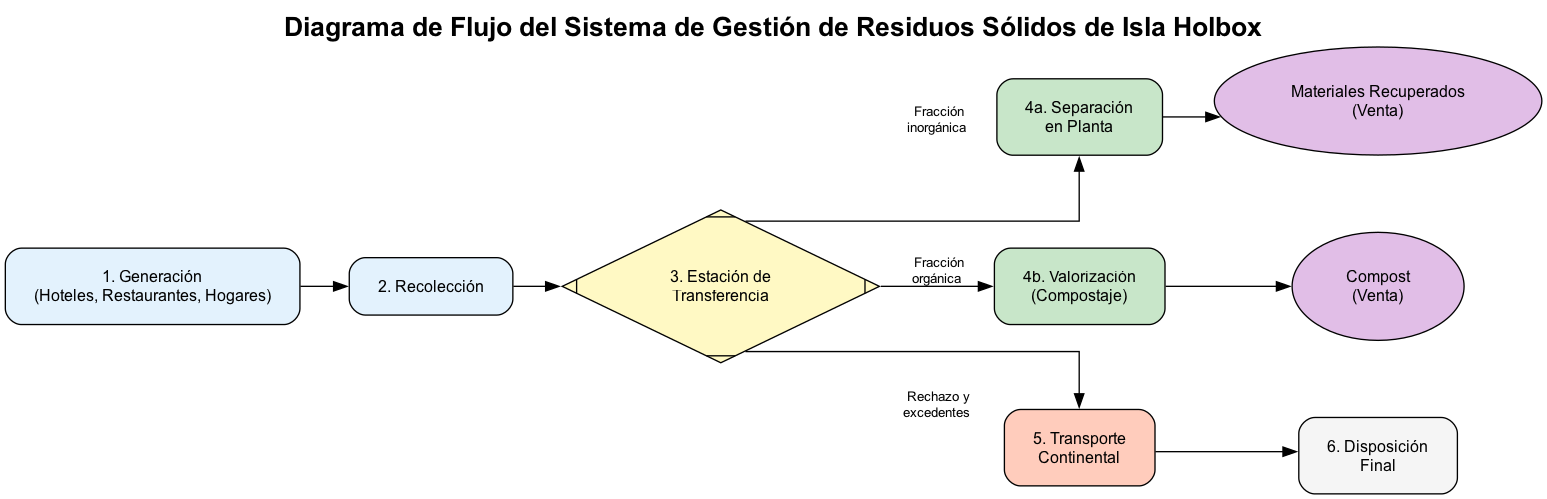 Diagrama de Flujo del Sistema de Gestión de Residuos Sólidos de Isla Holbox
1. Generación
(Hoteles, Restaurantes, Hogares)
2. Recolección
3. Estación de
Transferencia
Fracción
inorgánica
4a. Separación
en Planta
Materiales Recuperados
(Venta)
Fracción
orgánica
4b. Valorización
(Compostaje)
Compost
(Venta)
Rechazo y
excedentes
5. Transporte
Continental
6. Disposición
Final